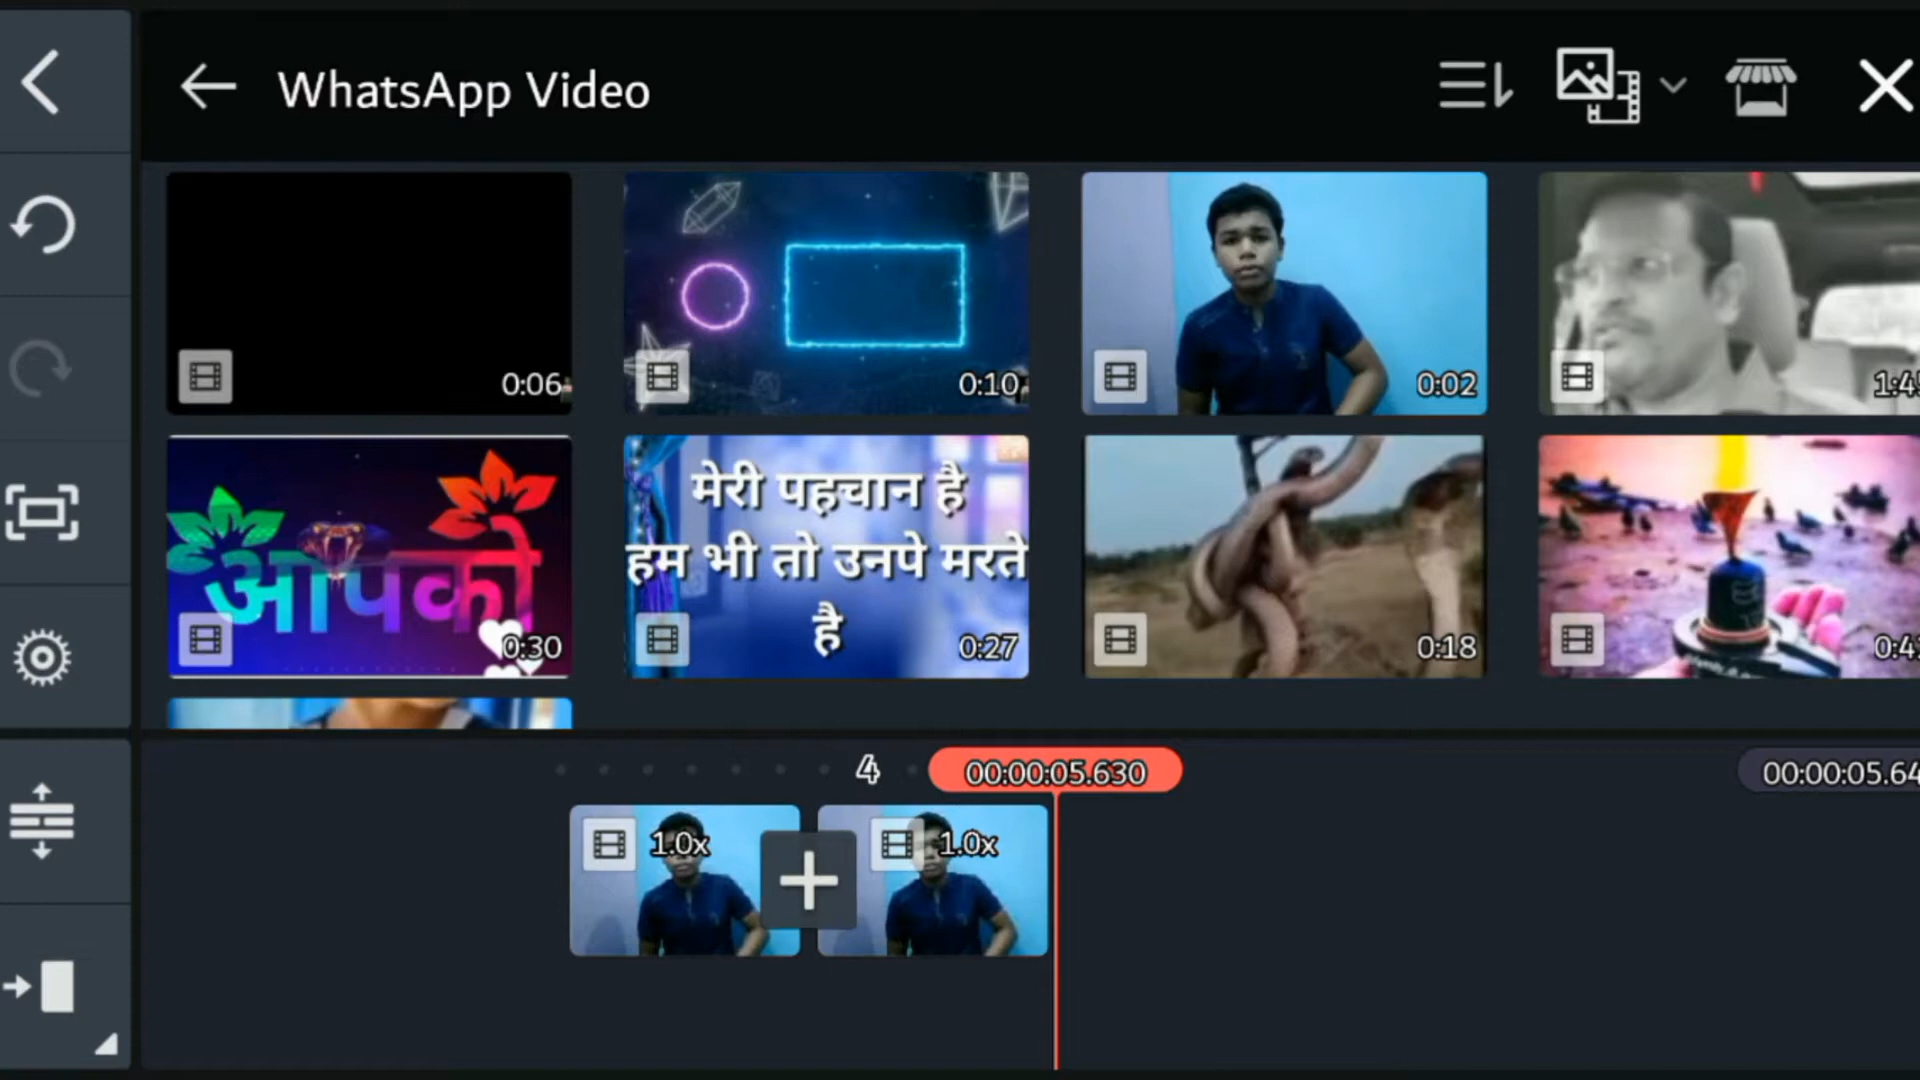 WhatsApp Video
0:06
0:10
0:02
आपको
0:30
मेरी पहचान है
हम भी तो उनपे मरते
है
0:27
0:18
4
00:00:05.630
1.0x
1.0x